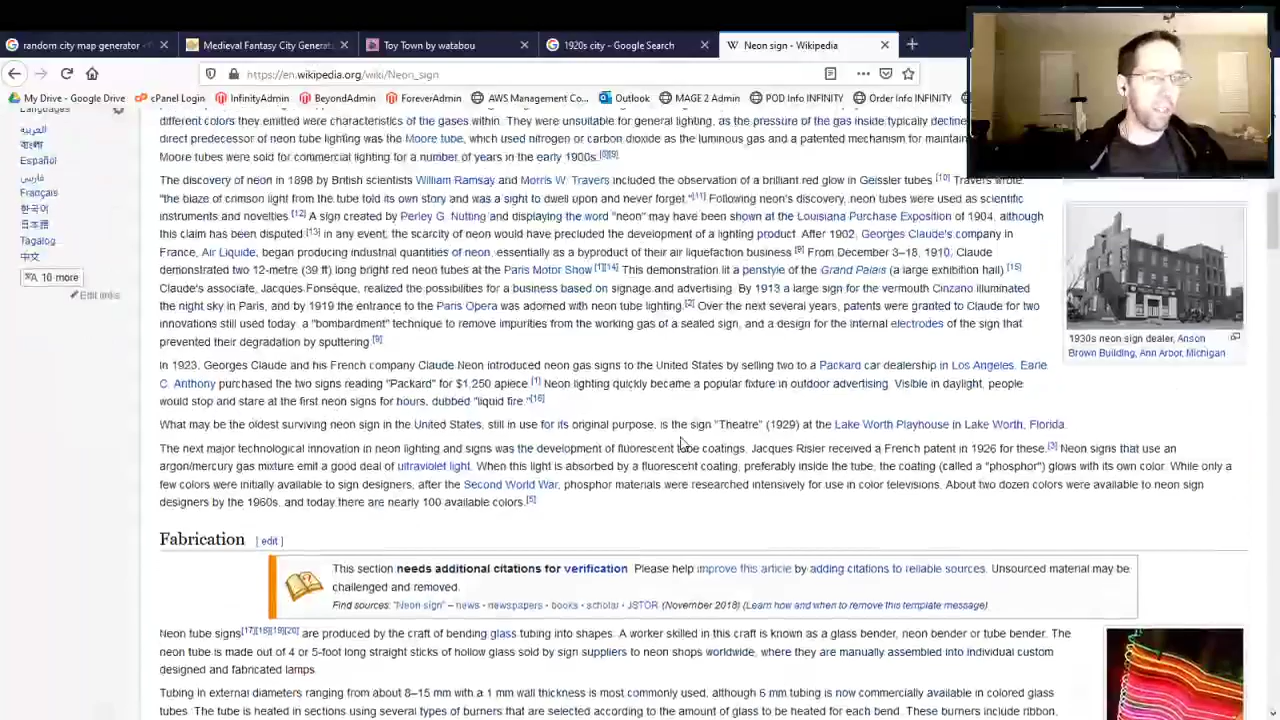 random city map generator
Medieval Fantasy City Generat
Toy Town by watabou
1920s city - Google Search
Neon sign - Wikipedia
https://en.wikipedia.org/wiki/Neon_sign
My Drive - Google Drive
cPanel Login
InfinityAdmin
BeyondAdmin
ForeverAdmin
AWS Management Co...
Outlook
MAGE 2 Admin
POD Info INFINITY
Order Info INFINITY
Languages
العربية
বাংলা
Español
فارسی
Français
한국어
日本語
Tagalog
中文
10 more
Edit links
different colors they emitted were characteristics of the gases within. They were unsuitable for general lighting, as the pressure of the gas inside typically decline
direct predecessor of neon tube lighting was the Moore tube, which used nitrogen or carbon dioxide as the luminous gas and a patented mechanism for maintain
Moore tubes were sold for commercial lighting for a number of years in the early 1900s.[8][9]
The discovery of neon in 1898 by British scientists William Ramsay and Morris W. Travers included the observation of a brilliant red glow in Geissler tubes.[10] Travers wrote,
"the blaze of crimson light from the tube told its own story and was a sight to dwell upon and never forget."[11] Following neon's discovery, neon tubes were used as scientific
instruments and novelties.[12] A sign created by Perley G. Nutting and displaying the word "neon" may have been shown at the Louisiana Purchase Exposition of 1904, although
this claim has been disputed;[13] in any event, the scarcity of neon would have precluded the development of a lighting product. After 1902, Georges Claude's company in
France, Air Liquide, began producing industrial quantities of neon, essentially as a byproduct of their air liquefaction business.[9] From December 3–18, 1910, Claude
demonstrated two 12-metre (39 ft) long bright red neon tubes at the Paris Motor Show.[1][14] This demonstration lit a peristyle of the Grand Palais (a large exhibition hall).[15]
Claude's associate, Jacques Fonsèque, realized the possibilities for a business based on signage and advertising. By 1913 a large sign for the vermouth Cinzano illuminated
the night sky in Paris, and by 1919 the entrance to the Paris Opera was adorned with neon tube lighting.[2] Over the next several years, patents were granted to Claude for two
innovations still used today: a "bombardment" technique to remove impurities from the working gas of a sealed sign, and a design for the internal electrodes of the sign that
prevented their degradation by sputtering.[9]
In 1923, Georges Claude and his French company Claude Neon introduced neon gas signs to the United States by selling two to a Packard car dealership in Los Angeles. Earle
C. Anthony purchased the two signs reading "Packard" for $1,250 apiece.[1] Neon lighting quickly became a popular fixture in outdoor advertising. Visible in daylight, people
would stop and stare at the first neon signs for hours, dubbed "liquid fire."[16]
What may be the oldest surviving neon sign in the United States, still in use for its original purpose, is the sign "Theatre" (1929) at the Lake Worth Playhouse in Lake Worth, Florida.
The next major technological innovation in neon lighting and signs was the development of fluorescent tube coatings. Jacques Risler received a French patent in 1926 for these.[3] Neon signs that use an
argon/mercury gas mixture emit a good deal of ultraviolet light. When this light is absorbed by a fluorescent coating, preferably inside the tube, the coating (called a "phosphor") glows with its own color. While only a
few colors were initially available to sign designers, after the Second World War, phosphor materials were researched intensively for use in color televisions. About two dozen colors were available to neon sign
designers by the 1960s, and today there are nearly 100 available colors.[5]
1930s neon sign dealer, Anson
Brown Building, Ann Arbor, Michigan
Fabrication [ edit ]
This section needs additional citations for verification. Please help improve this article by adding citations to reliable sources. Unsourced material may be
challenged and removed.
Find sources: "Neon sign" – news · newspapers · books · scholar · JSTOR (November 2018) (Learn how and when to remove this template message)
Neon tube signs[17][18][19][20] are produced by the craft of bending glass tubing into shapes. A worker skilled in this craft is known as a glass bender, neon bender or tube bender. The
neon tube is made out of 4 or 5-foot long straight sticks of hollow glass sold by sign suppliers to neon shops worldwide, where they are manually assembled into individual custom
designed and fabricated lamps.
Tubing in external diameters ranging from about 8–15 mm with a 1 mm wall thickness is most commonly used, although 6 mm tubing is now commercially available in colored glass
tubes. The tube is heated in sections using several types of burners that are selected according to the amount of glass to be heated for each bend. These burners include ribbon,